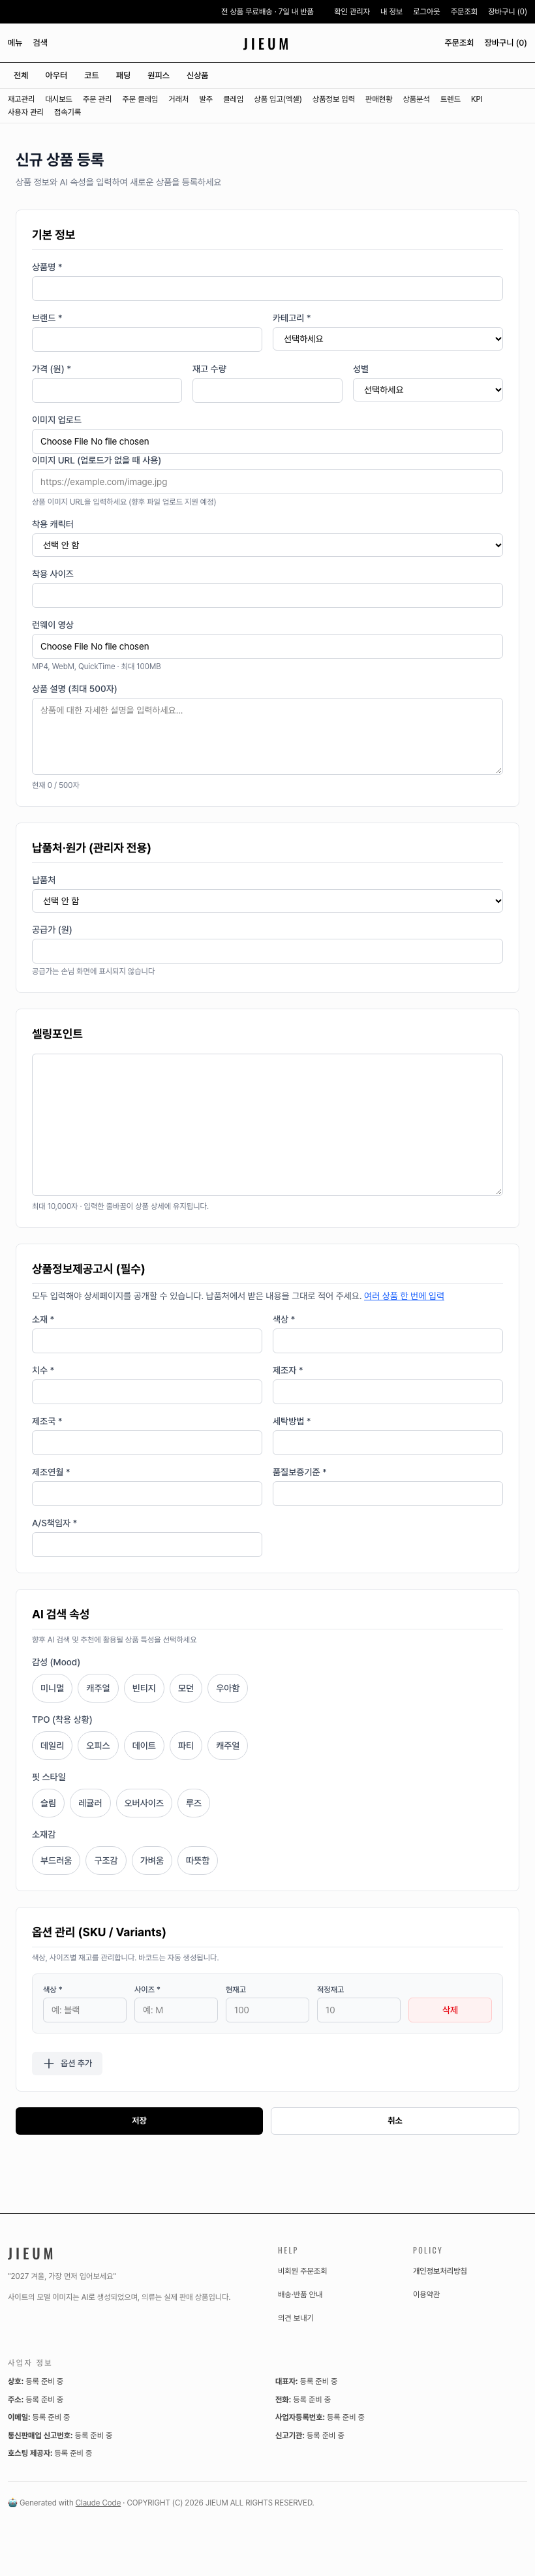 전 상품 무료배송 · 7일 내 반품 확인 관리자 내 정보 로그아웃 주문조회 장바구니 (0)
메뉴 검색 JIEUM 주문조회 장바구니 (0)
전체 아우터 코트 패딩 원피스 신상품
재고관리 대시보드 주문 관리 주문 클레임 거래처 발주 클레임 상품 입고(엑셀) 상품정보 입력 판매현황 상품분석 트렌드 KPI
사용자 관리 접속기록
신규 상품 등록
상품 정보와 AI 속성을 입력하여 새로운 상품을 등록하세요
기본 정보
상품명 *
브랜드 * 카테고리 *
선택하세요
가격 (원) * 재고 수량 성별
선택하세요
이미지 업로드
Choose File No file chosen
이미지 URL (업로드가 없을 때 사용)
https://example.com/image.jpg
상품 이미지 URL을 입력하세요 (향후 파일 업로드 지원 예정)
착용 캐릭터
선택 안 함
착용 사이즈
런웨이 영상
Choose File No file chosen
MP4, WebM, QuickTime · 최대 100MB
상품 설명 (최대 500자)
상품에 대한 자세한 설명을 입력하세요...
현재 0 / 500자
납품처·원가 (관리자 전용)
납품처
선택 안 함
공급가 (원)
공급가는 손님 화면에 표시되지 않습니다
셀링포인트
최대 10,000자 · 입력한 줄바꿈이 상품 상세에 유지됩니다.
상품정보제공고시 (필수)
모두 입력해야 상세페이지를 공개할 수 있습니다. 납품처에서 받은 내용을 그대로 적어 주세요. 여러 상품 한 번에 입력
소재 * 색상 *
치수 * 제조자 *
제조국 * 세탁방법 *
제조연월 * 품질보증기준 *
A/S책임자 *
AI 검색 속성
향후 AI 검색 및 추천에 활용될 상품 특성을 선택하세요
감성 (Mood)
미니멀 캐주얼 빈티지 모던 우아함
TPO (착용 상황)
데일리 오피스 데이트 파티 캐주얼
핏 스타일
슬림 레귤러 오버사이즈 루즈
소재감
부드러움 구조감 가벼움 따뜻함
옵션 관리 (SKU / Variants)
색상, 사이즈별 재고를 관리합니다. 바코드는 자동 생성됩니다.
색상 * 사이즈 * 현재고 적정재고
예: 블랙 예: M 100 10 삭제
옵션 추가
저장 취소
JIEUM HELP POLICY
"2027 겨울, 가장 먼저 입어보세요" 비회원 주문조회 개인정보처리방침
사이트의 모델 이미지는 AI로 생성되었으며, 의류는 실제 판매 상품입니다. 배송·반품 안내 이용약관
의견 보내기
사업자 정보
상호: 등록 준비 중 대표자: 등록 준비 중
주소: 등록 준비 중 전화: 등록 준비 중
이메일: 등록 준비 중 사업자등록번호: 등록 준비 중
통신판매업 신고번호: 등록 준비 중 신고기관: 등록 준비 중
호스팅 제공자: 등록 준비 중
🤖 Generated with Claude Code · COPYRIGHT (C) 2026 JIEUM ALL RIGHTS RESERVED.